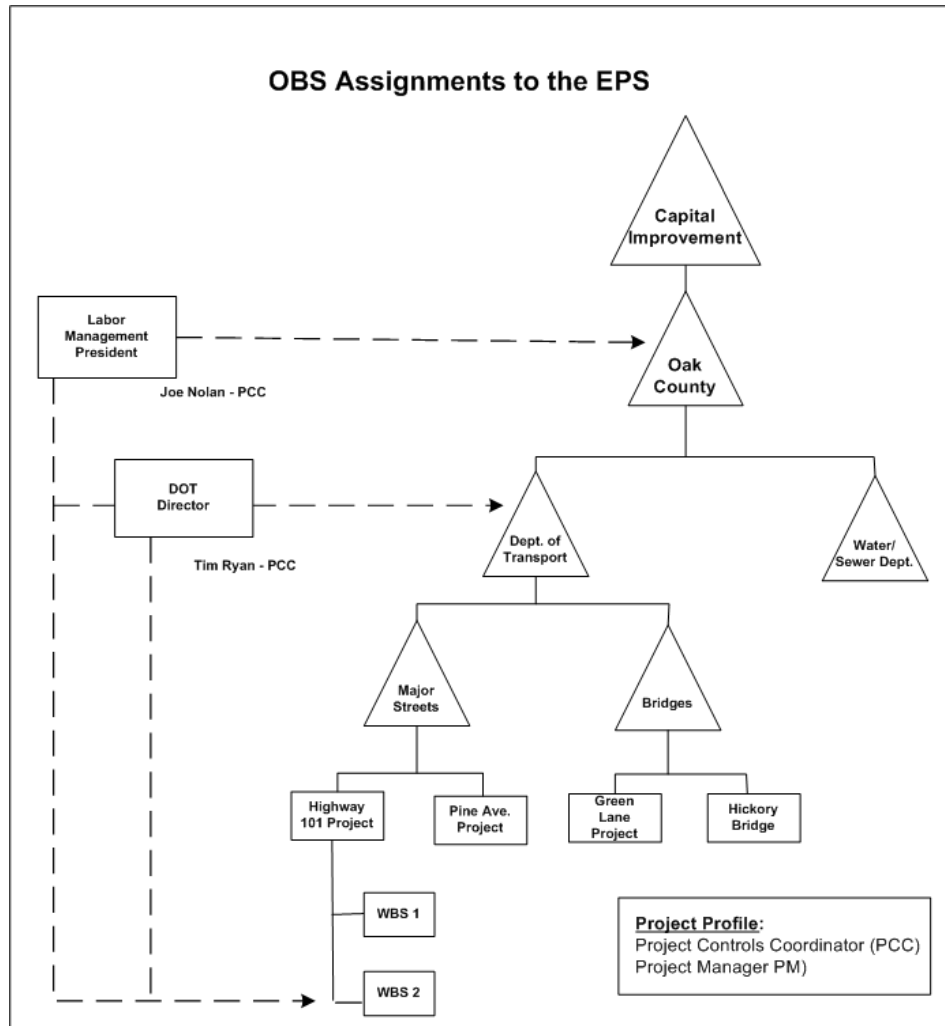 OBS Assignments to the EPS
Capital
Improvement
Labor
Management
President
Oak
County
Joe Nolan - PCC
DOT
Director
Dept. of
Transport
Water/
Sewer Dept.
Tim Ryan - PCC
Major
Streets
Bridges
Highway
101 Project
Pine Ave.
Project
Green
Lane
Project
Hickory
Bridge
WBS 1
WBS 2
Project Profile:
Project Controls Coordinator (PCC)
Project Manager PM)